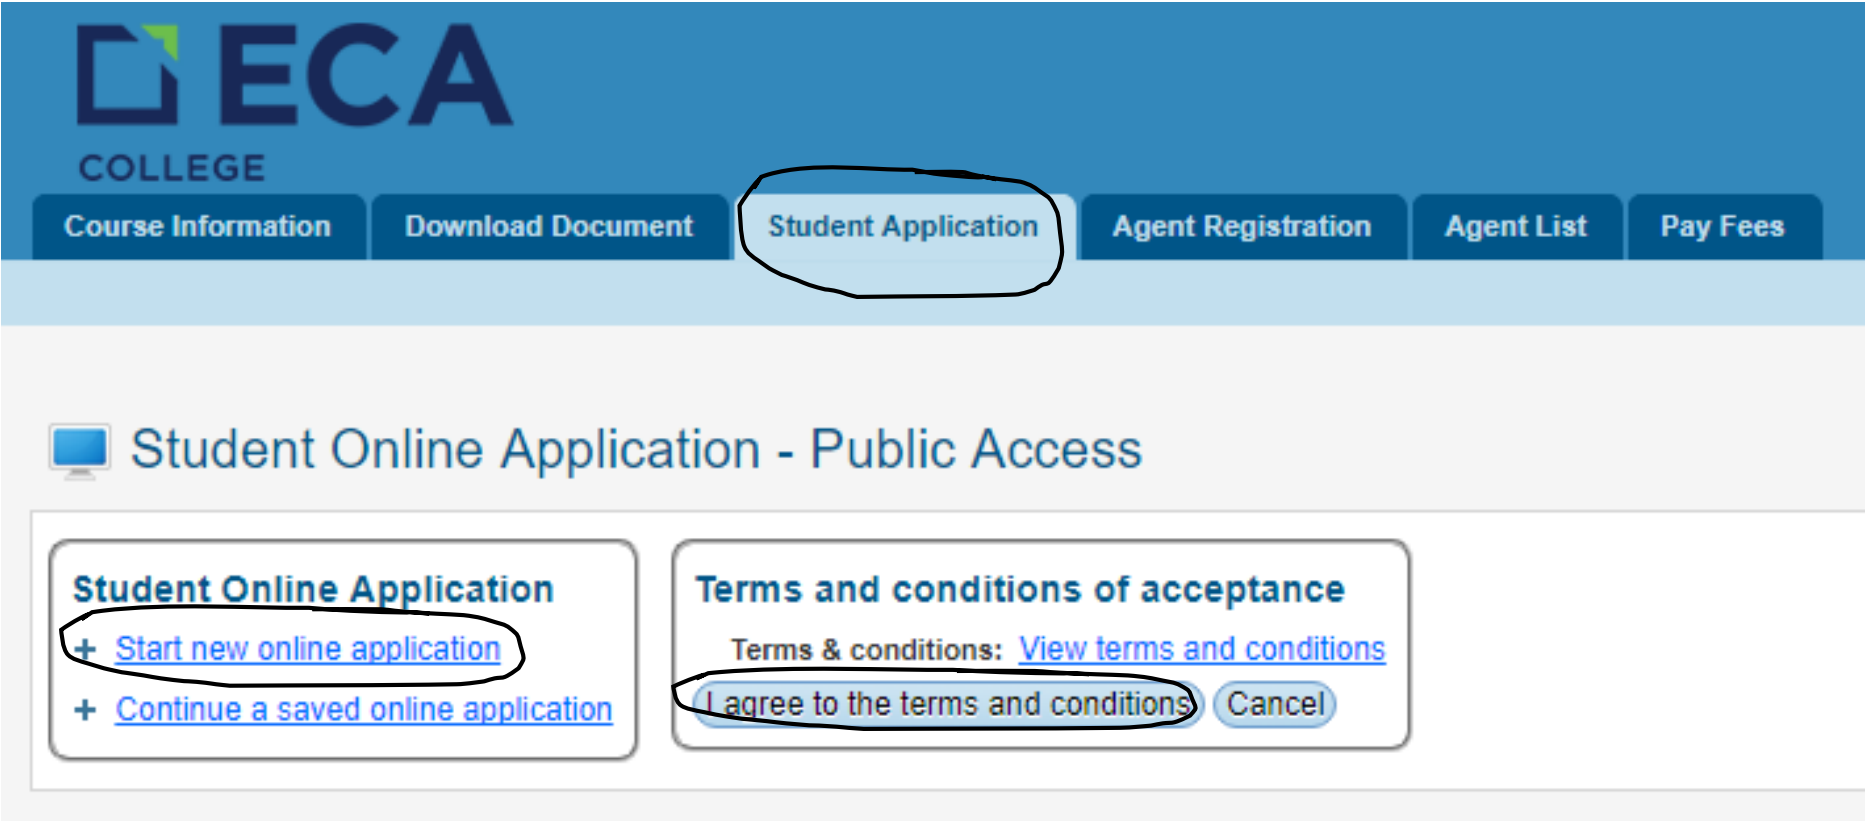 ECA
COLLEGE
Course Information Download Document Student Application Agent Registration Agent List Pay Fees
Student Online Application - Public Access
Student Online Application
+ Start new online application
+ Continue a saved online application
Terms and conditions of acceptance
Terms & conditions: View terms and conditions
I agree to the terms and conditions Cancel